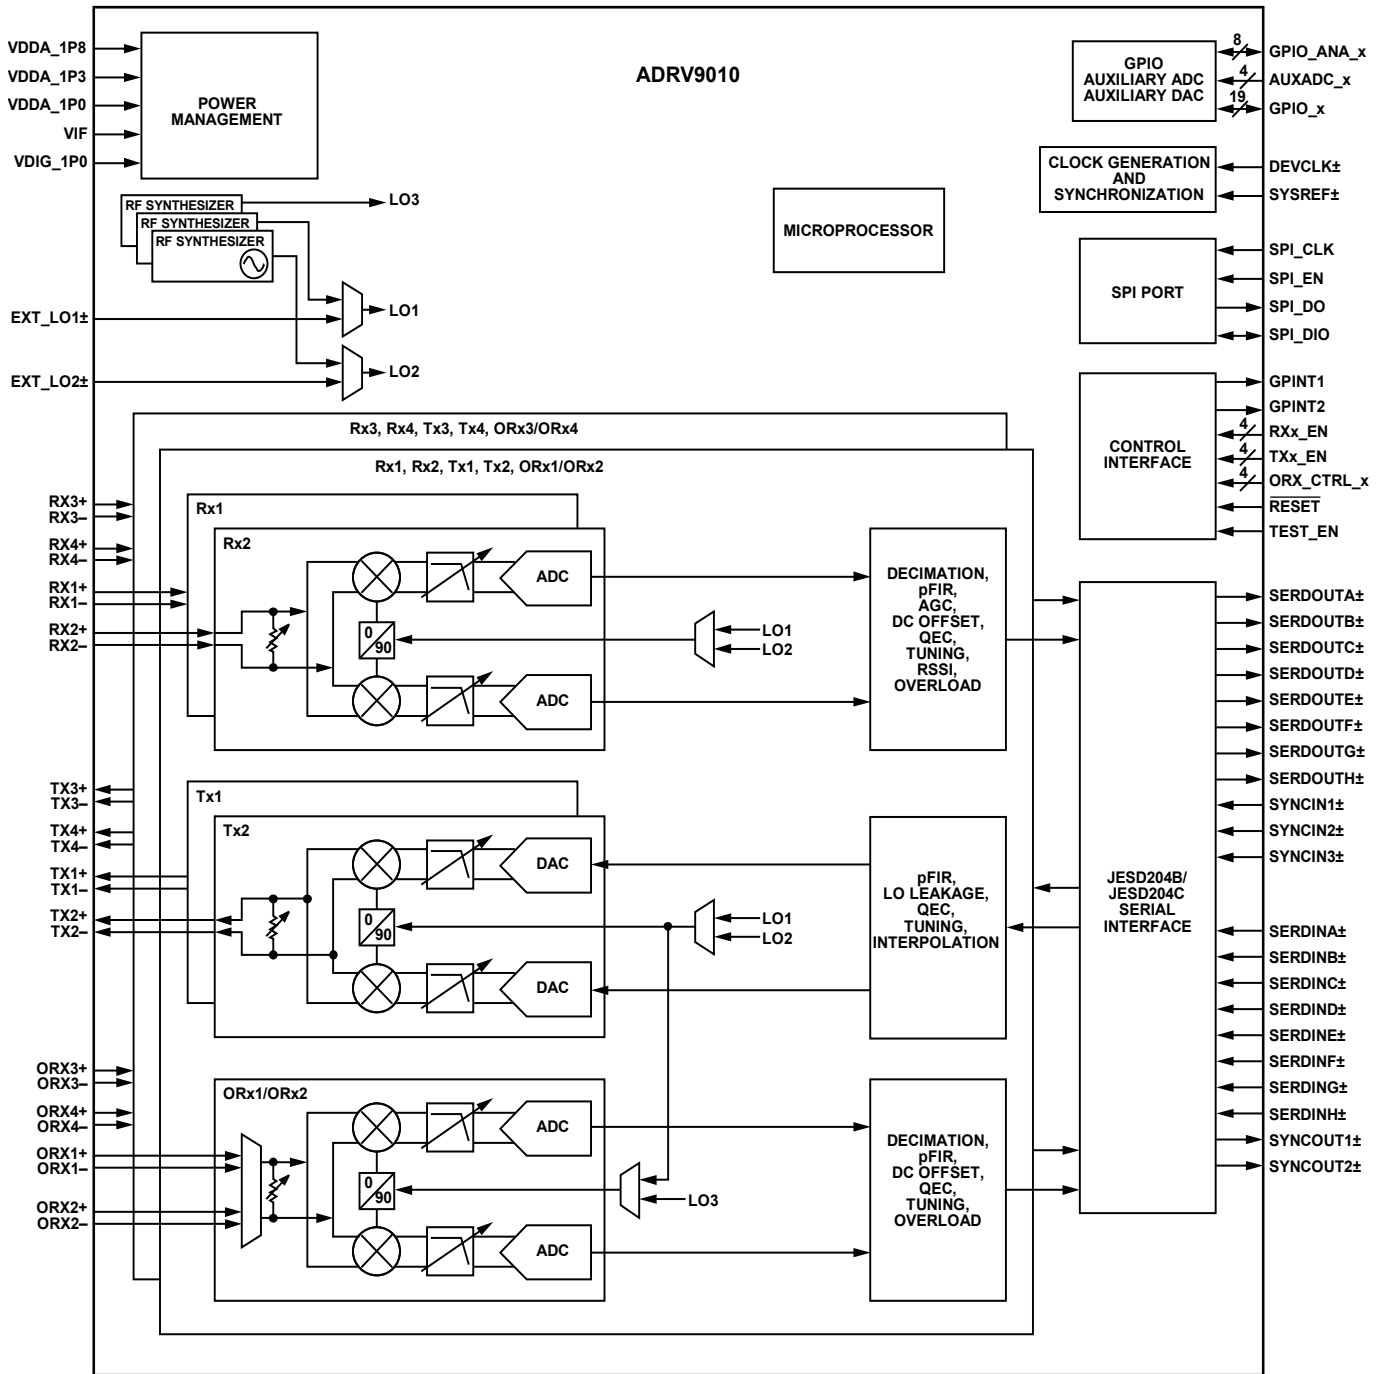 ADRV9010
VDDA_1P8
VDDA_1P3
VDDA_1P0
VIF
VDIG_1P0
POWER
MANAGEMENT
RF SYNTHESIZER
RF SYNTHESIZER
RF SYNTHESIZER
LO3
EXT_LO1±
LO1
EXT_LO2±
LO2
MICROPROCESSOR
GPIO
AUXILIARY ADC
AUXILIARY DAC
8
GPIO_ANA_x
4
AUXADC_x
19
GPIO_x
CLOCK GENERATION
AND
SYNCHRONIZATION
DEVCLK±
SYSREF±
SPI PORT
SPI_CLK
SPI_EN
SPI_DO
SPI_DIO
CONTROL
INTERFACE
GPINT1
GPINT2
4
RXx_EN
4
TXx_EN
4
ORX_CTRL_x
RESET
TEST_EN
Rx3, Rx4, Tx3, Tx4, ORx3/ORx4
Rx1, Rx2, Tx1, Tx2, ORx1/ORx2
RX3+
RX3–
RX4+
RX4–
RX1+
RX1–
RX2+
RX2–
Rx1
Rx2
ADC
0
90
ADC
LO1
LO2
DECIMATION,
pFIR,
AGC,
DC OFFSET,
QEC,
TUNING,
RSSI,
OVERLOAD
TX3+
TX3–
TX4+
TX4–
TX1+
TX1–
TX2+
TX2–
Tx1
Tx2
DAC
0
90
DAC
LO1
LO2
pFIR,
LO LEAKAGE,
QEC,
TUNING,
INTERPOLATION
ORX3+
ORX3–
ORX4+
ORX4–
ORX1+
ORX1–
ORX2+
ORX2–
ORx1/ORx2
ADC
0
90
ADC
LO3
DECIMATION,
pFIR,
DC OFFSET,
QEC,
TUNING,
OVERLOAD
JESD204B/
JESD204C
SERIAL
INTERFACE
SERDOUTA±
SERDOUTB±
SERDOUTC±
SERDOUTD±
SERDOUTE±
SERDOUTF±
SERDOUTG±
SERDOUTH±
SYNCIN1±
SYNCIN2±
SYNCIN3±
SERDINA±
SERDINB±
SERDINC±
SERDIND±
SERDINE±
SERDINF±
SERDING±
SERDINH±
SYNCOUT1±
SYNCOUT2±